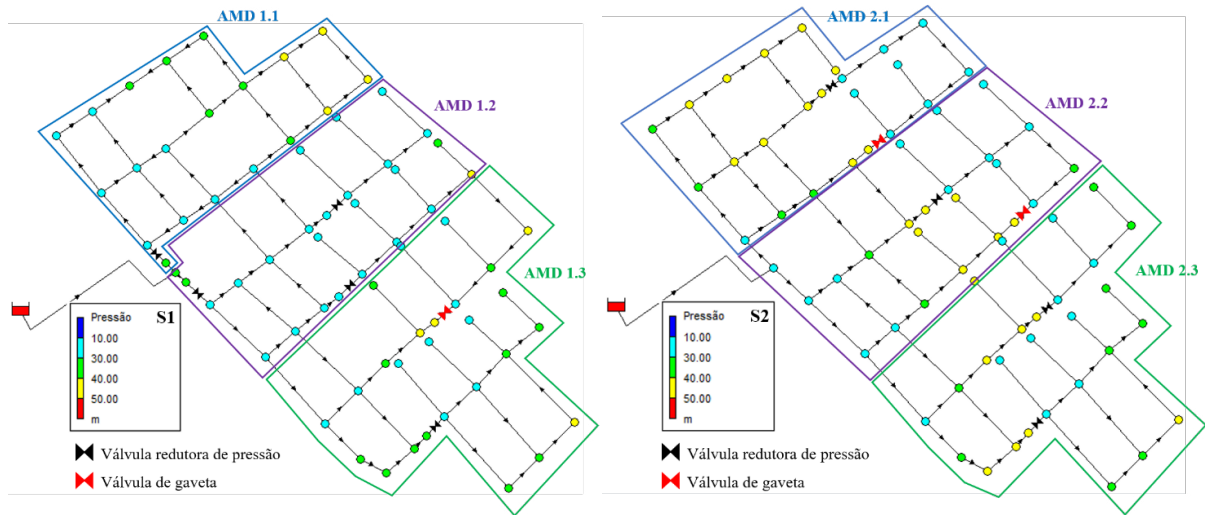 AMD 1.1
AMD 1.2
AMD 1.3
Pressão
S1
10.00
30.00
40.00
50.00
m
Válvula redutora de pressão
Válvula de gaveta
AMD 2.1
AMD 2.2
AMD 2.3
Pressão
S2
10.00
30.00
40.00
50.00
m
Válvula redutora de pressão
Válvula de gaveta